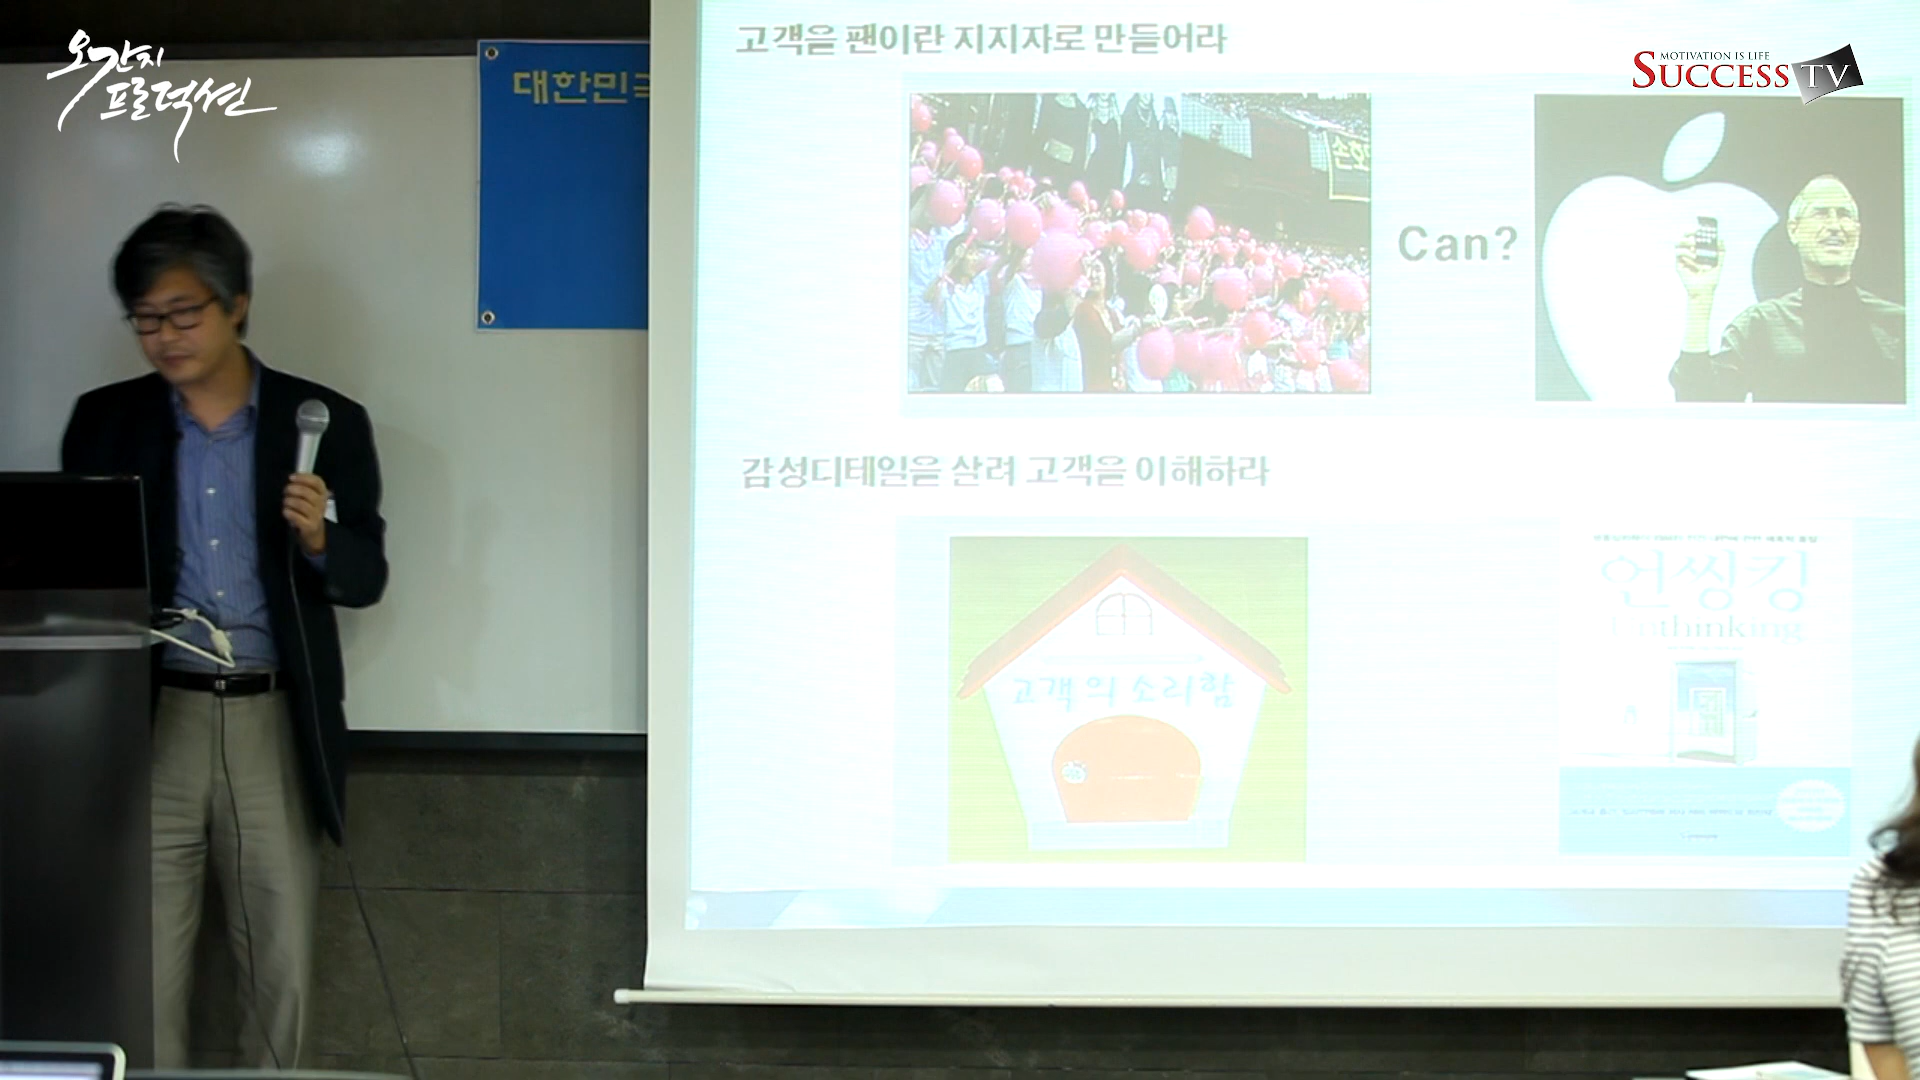 오간지
프로덕션
MOTIVATION IS LIFE
SUCCESS TV
대한민국
고객을 팬이란 지지자로 만들어라
Can?
감성디테일을 살려 고객을 이해하라
고객의 소리함
언씽킹
Unthinking